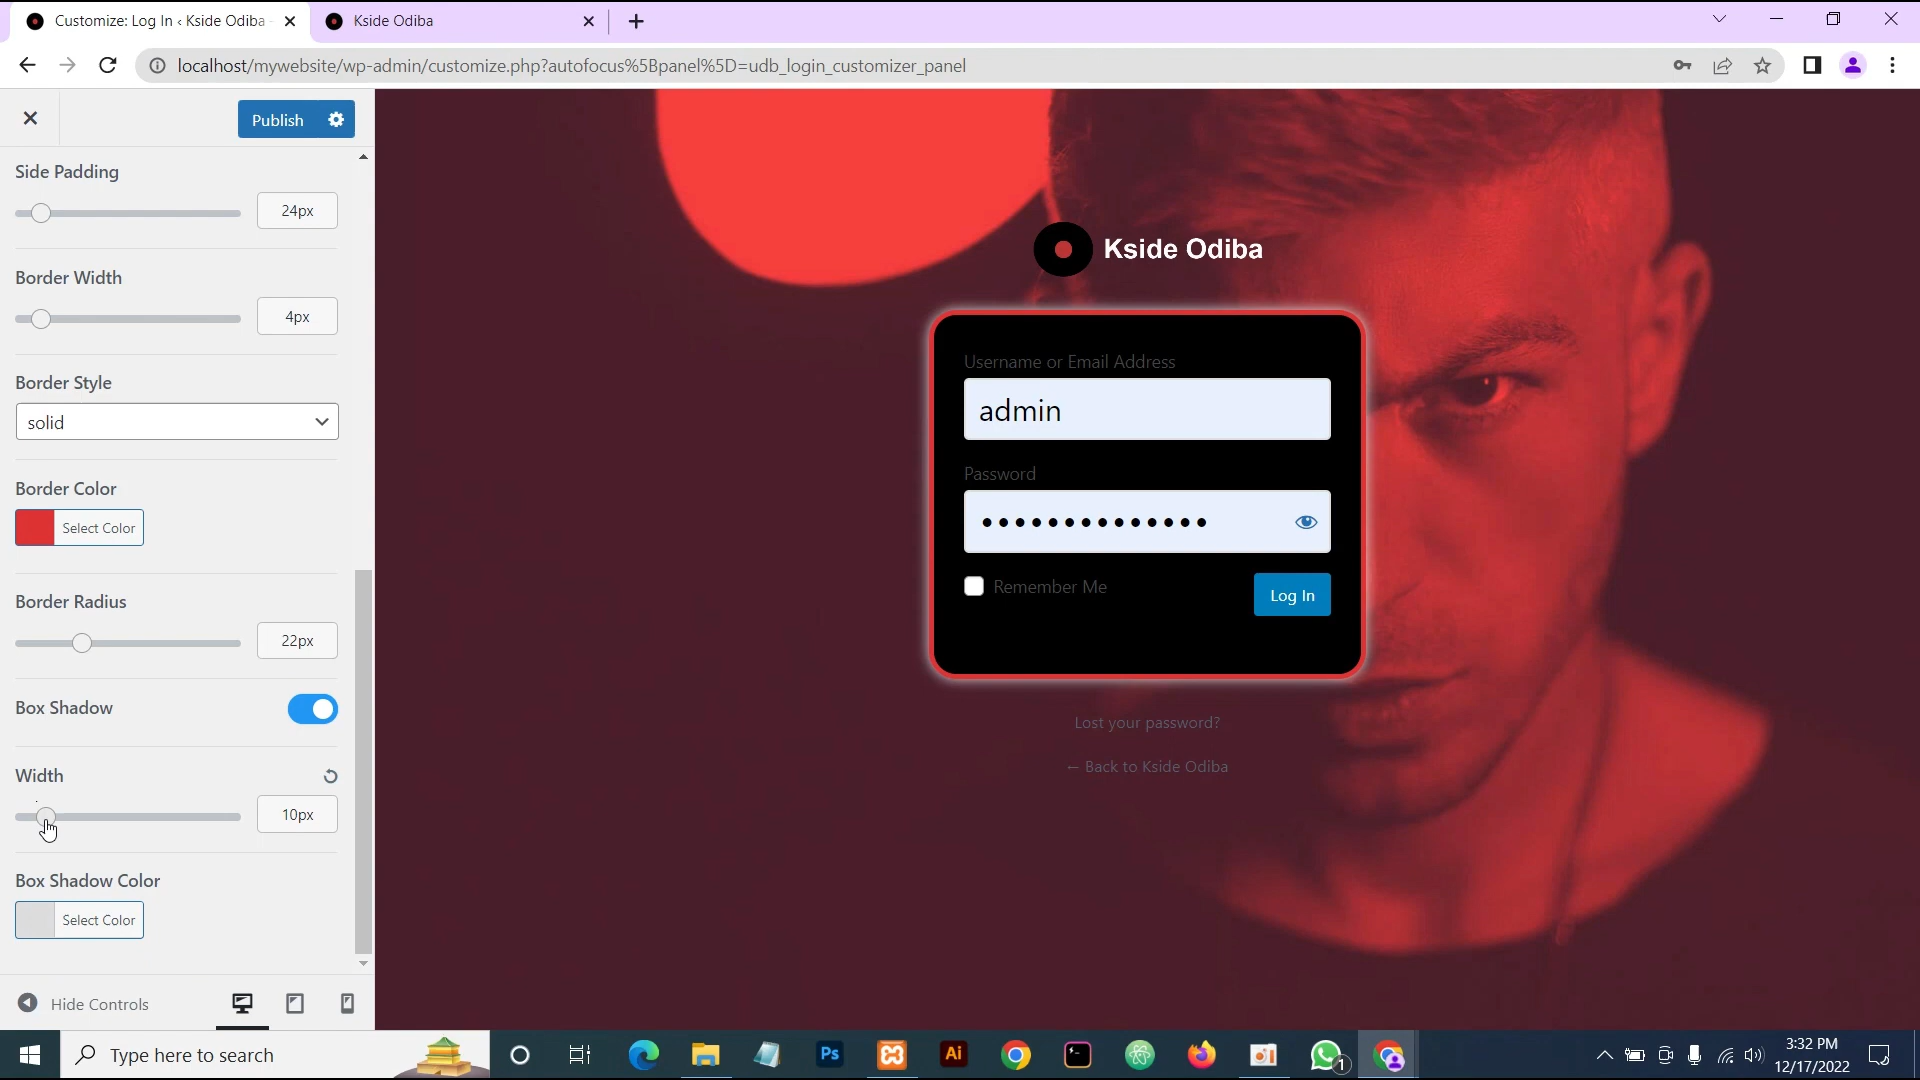 Customize: Log In ‹ Kside Odiba -
Kside Odiba
localhost/mywebsite/wp-admin/customize.php?autofocus%5Bpanel%5D=udb_login_customizer_panel
Publish
Side Padding
24px
Border Width
4px
Border Style
solid
Border Color
Select Color
Border Radius
22px
Box Shadow
Width
10px
Box Shadow Color
Select Color
Hide Controls
Kside Odiba
Username or Email Address
admin
Password
Remember Me
Log In
Lost your password?
← Back to Kside Odiba
Type here to search
Ps
Ai
1
3:32 PM
12/17/2022